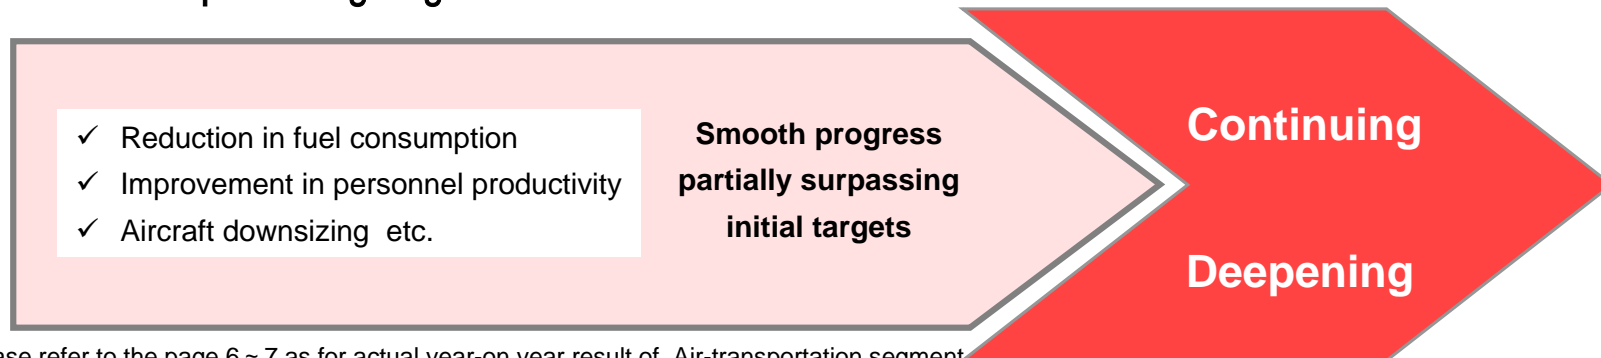 ✓ Reduction in fuel consumption
✓ Improvement in personnel productivity
✓ Aircraft downsizing etc.
Smooth progress
partially surpassing
initial targets
Continuing
Deepening
refer to the page 6 ~ 7 as for actual year-on year result of Air-transportation segment